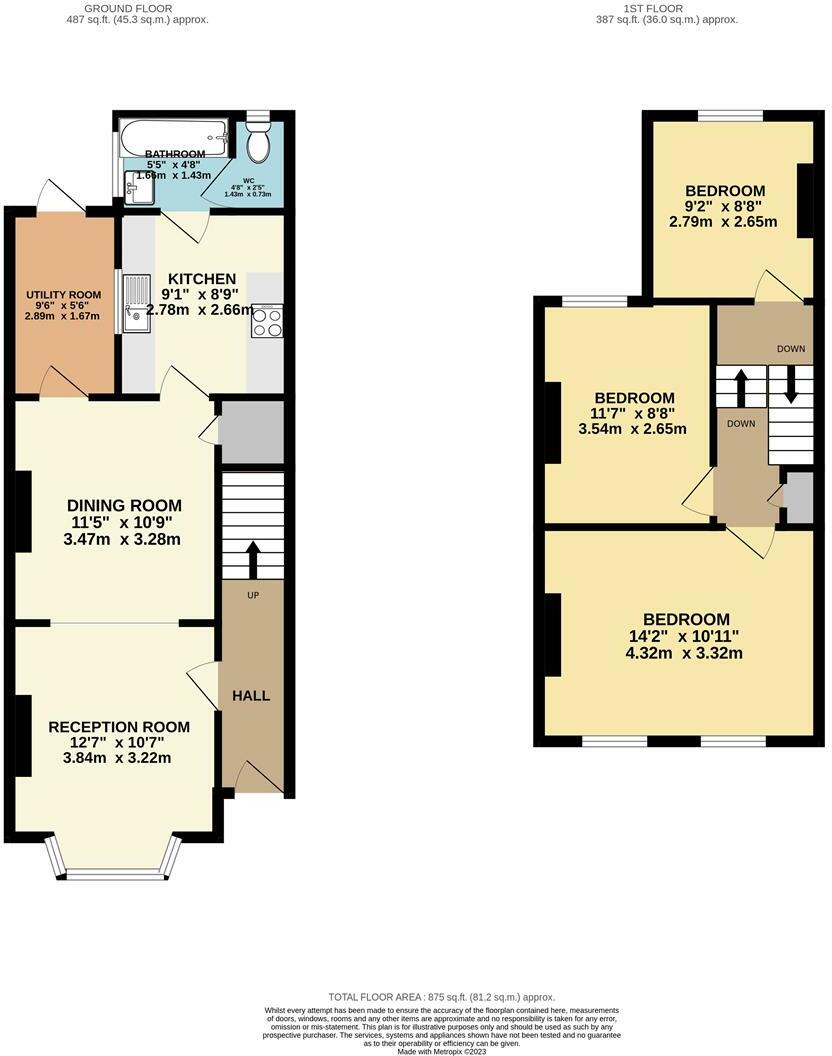 GROUND FLOOR
487 sq.ft. (45.3 sq.m.) approx.
1ST FLOOR
387 sq.ft. (36.0 sq.m.) approx.
BATHROOM
5'5" x 4'8"
1.66m x 1.43m
WC
4'8" x 2'5"
1.43m x 0.73m
KITCHEN
9'1" x 8'9"
2.78m x 2.66m
UTILITY ROOM
9'6" x 5'6"
2.89m x 1.67m
DINING ROOM
11'5" x 10'9"
3.47m x 3.28m
UP
HALL
RECEPTION ROOM
12'7" x 10'7"
3.84m x 3.22m
BEDROOM
9'2" x 8'8"
2.79m x 2.65m
DOWN
BEDROOM
11'7" x 8'8"
3.54m x 2.65m
DOWN
BEDROOM
14'2" x 10'11"
4.32m x 3.32m
TOTAL FLOOR AREA : 875 sq.ft. (81.2 sq.m.) approx.
Whilst every attempt has been made to ensure the accuracy of the floorplan contained here, measurements
of doors, windows, rooms and any other items are approximate and no responsibility is taken for any error,
omission or mis-statement. This plan is for illustrative purposes only and should be used as such by any
prospective purchaser. The services, systems and appliances shown have not been tested and no guarantee
as to their operability or efficiency can be given.
Made with Metropix ©2023